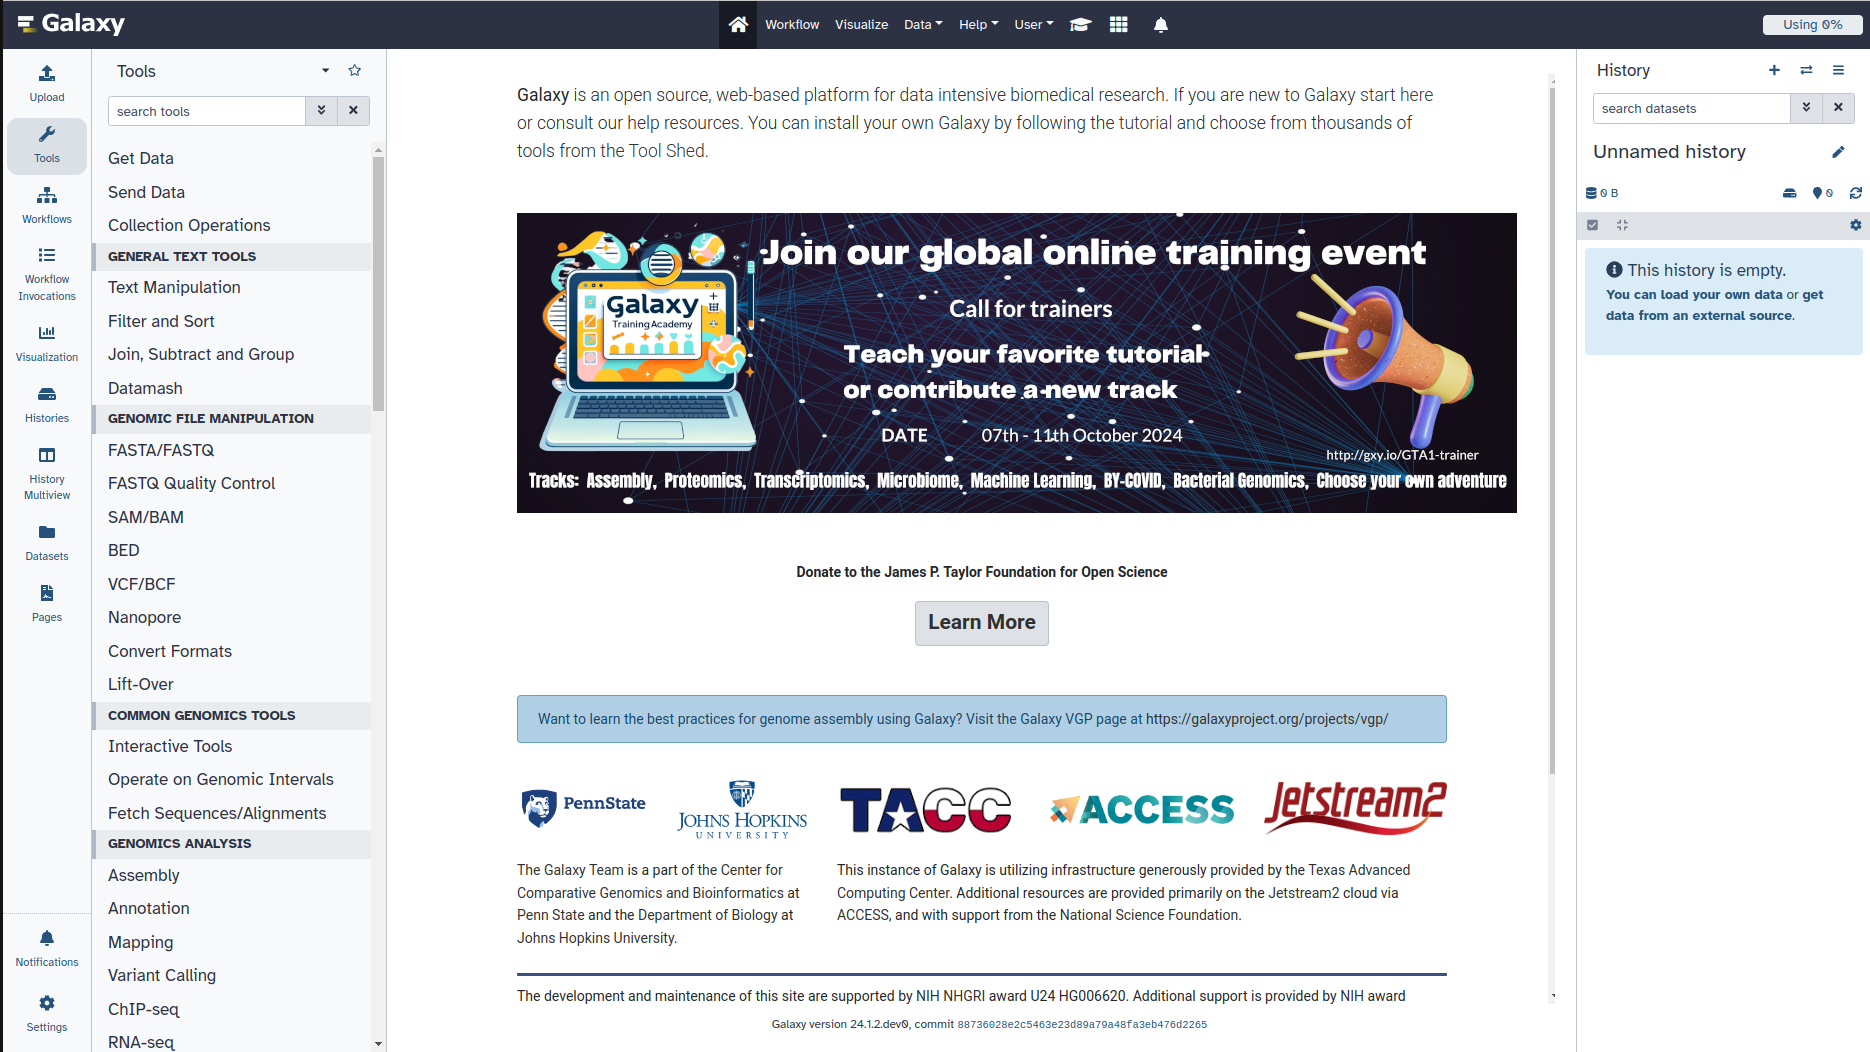 Galaxy
Workflow
Visualize
Data
Help
User
Using 0%
Upload
Tools
Workflows
Workflow
Invocations
Visualization
Histories
History
Multiview
Datasets
Pages
Notifications
Settings
Tools
search tools
Get Data
Send Data
Collection Operations
GENERAL TEXT TOOLS
Text Manipulation
Filter and Sort
Join, Subtract and Group
Datamash
GENOMIC FILE MANIPULATION
FASTA/FASTQ
FASTQ Quality Control
SAM/BAM
BED
VCF/BCF
Nanopore
Convert Formats
Lift-Over
COMMON GENOMICS TOOLS
Interactive Tools
Operate on Genomic Intervals
Fetch Sequences/Alignments
GENOMICS ANALYSIS
Assembly
Annotation
Mapping
Variant Calling
ChIP-seq
RNA-seq
Galaxy is an open source, web-based platform for data intensive biomedical research. If you are new to Galaxy start here
or consult our help resources. You can install your own Galaxy by following the tutorial and choose from thousands of
tools from the Tool Shed.
Join our global online training event
Galaxy
Training Academy
Call for trainers
Teach your favorite tutorial
or contribute a new track
DATE 07th - 11th October 2024
http://gxy.io/GTA1-trainer
Tracks: Assembly, Proteomics, Transcriptomics, Microbiome, Machine Learning, BY-COVID, Bacterial Genomics, Choose your own adventure
Donate to the James P. Taylor Foundation for Open Science
Learn More
Want to learn the best practices for genome assembly using Galaxy? Visit the Galaxy VGP page at https://galaxyproject.org/projects/vgp/
PennState
JOHNS HOPKINS
UNIVERSITY
TACC
ACCESS
Jetstream2
The Galaxy Team is a part of the Center for
Comparative Genomics and Bioinformatics at
Penn State and the Department of Biology at
Johns Hopkins University.
This instance of Galaxy is utilizing infrastructure generously provided by the Texas Advanced
Computing Center. Additional resources are provided primarily on the Jetstream2 cloud via
ACCESS, and with support from the National Science Foundation.
The development and maintenance of this site are supported by NIH NHGRI award U24 HG006620. Additional support is provided by NIH award
Galaxy version 24.1.2.dev0, commit 88736028e2c5463e23d89a79a48fa3eb476d2265
History
search datasets
Unnamed history
0 B
0
This history is empty.
You can load your own data or get
data from an external source.